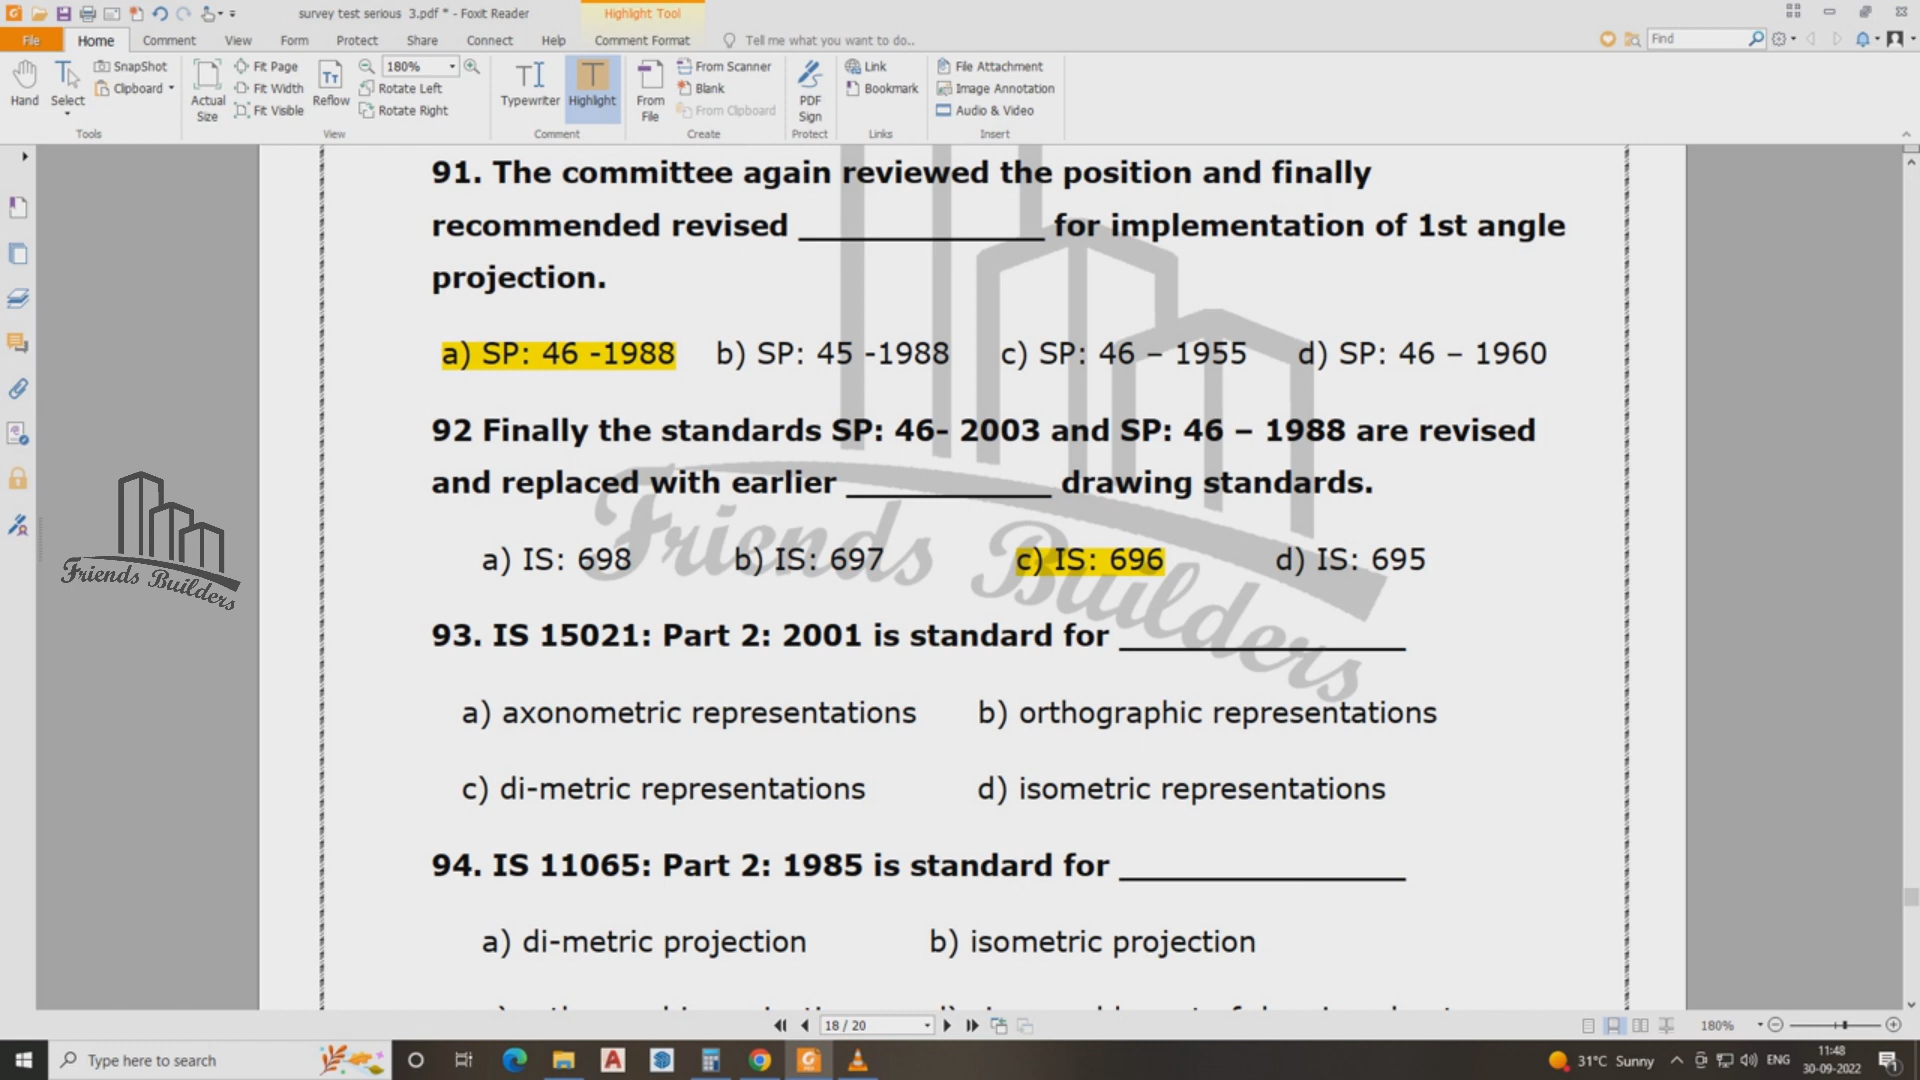 survey test serious 3.pdf * - Foxit Reader
Highlight Tool
File Home Comment View Form Protect Share Connect Help Comment Format Tell me what you want to do.. Find
Hand Select SnapShot Clipboard Actual Size Fit Page Fit Width Fit Visible Reflow 180% Rotate Left Rotate Right Typewriter Highlight From File From Scanner Blank From Clipboard PDF Sign Link Bookmark File Attachment Image Annotation Audio & Video
Tools View Comment Create Protect Links Insert
91. The committee again reviewed the position and finally
recommended revised ______________ for implementation of 1st angle
projection.
a) SP: 46 -1988 b) SP: 45 -1988 c) SP: 46 – 1955 d) SP: 46 – 1960
92 Finally the standards SP: 46- 2003 and SP: 46 – 1988 are revised
and replaced with earlier ____________ drawing standards.
a) IS: 698 b) IS: 697 c) IS: 696 d) IS: 695
93. IS 15021: Part 2: 2001 is standard for ________________
a) axonometric representations b) orthographic representations
c) di-metric representations d) isometric representations
94. IS 11065: Part 2: 1985 is standard for ________________
a) di-metric projection b) isometric projection
Friends Builders
Friends Builders
18 / 20
180%
Type here to search
31°C Sunny
ENG
11:48
30-09-2022
1